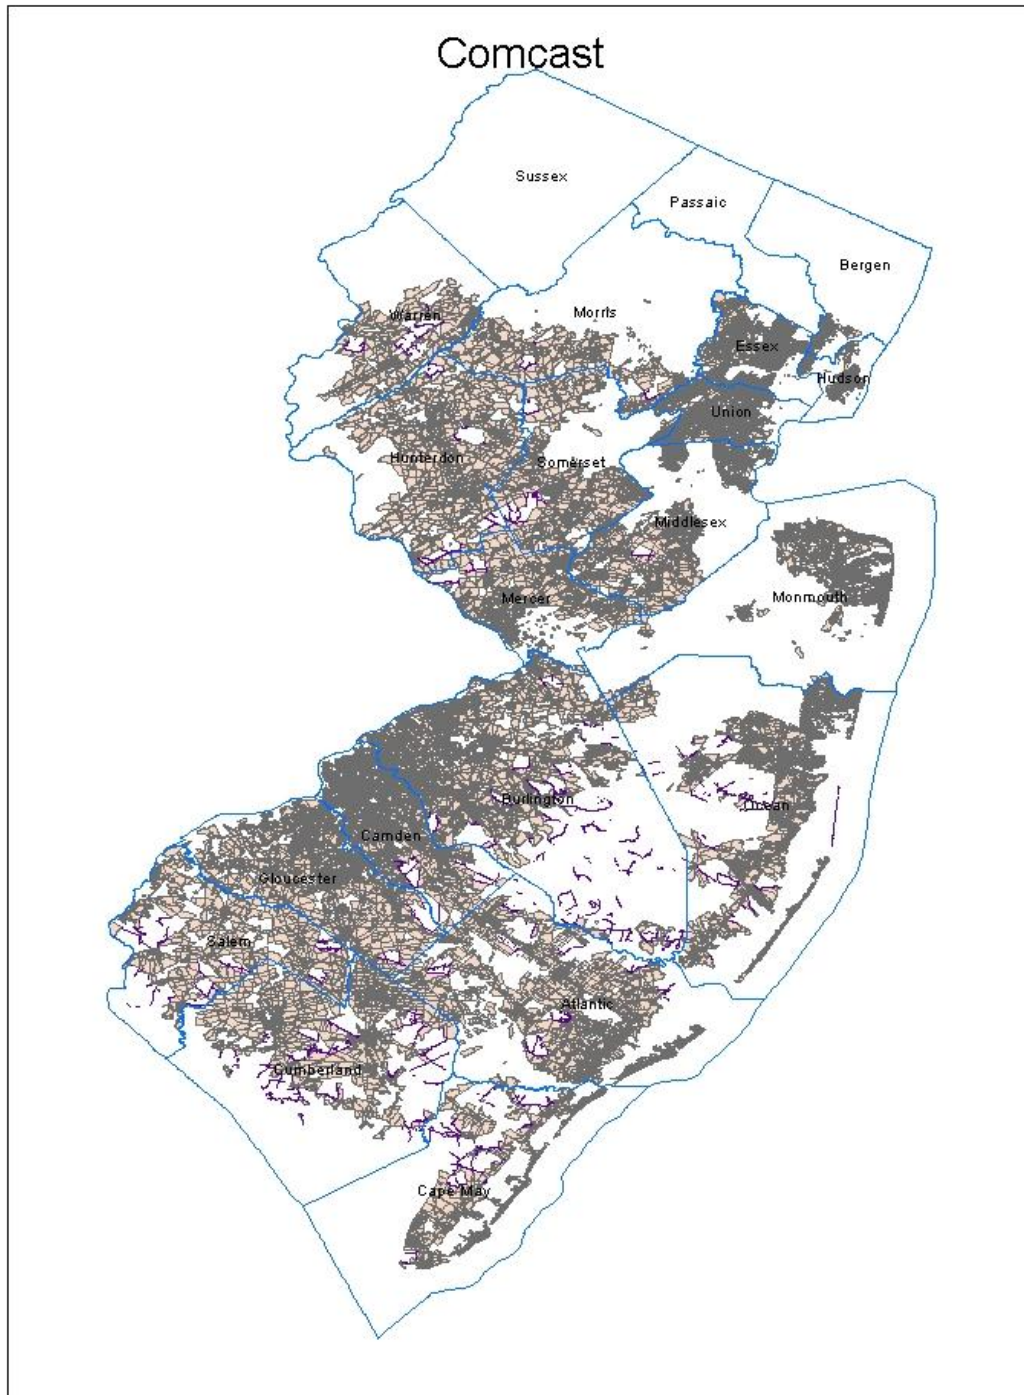 Comcast
Sussex
Passaic
Bergen
Warren
Morris
Essex
Hudson
Union
Hunterdon
Somerset
Middlesex
Mercer
Monmouth
Burlington
Ocean
Camden
Gloucester
Salem
Atlantic
Cumberland
Cape May